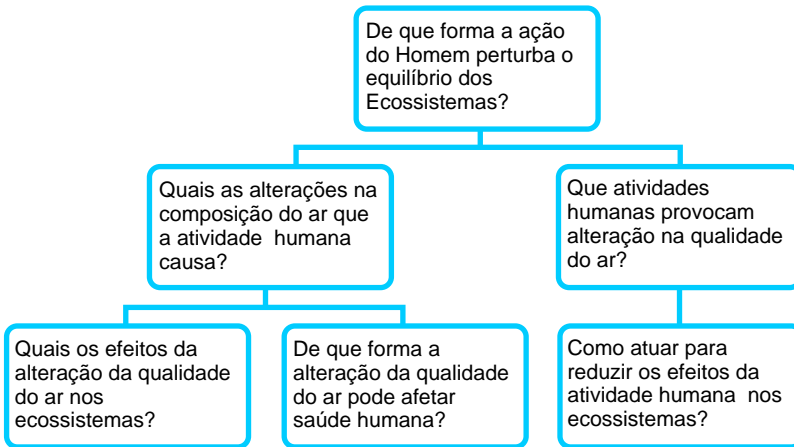 De que forma a ação
do Homem perturba o
equilíbrio dos
Ecossistemas?
Quais as alterações na
composição do ar que
a atividade humana
causa?
Que atividades
humanas provocam
alteração na qualidade
do ar?
Quais os efeitos da
alteração da qualidade
do ar nos
ecossistemas?
De que forma a
alteração da qualidade
do ar pode afetar
saúde humana?
Como atuar para
reduzir os efeitos da
atividade humana nos
ecossistemas?